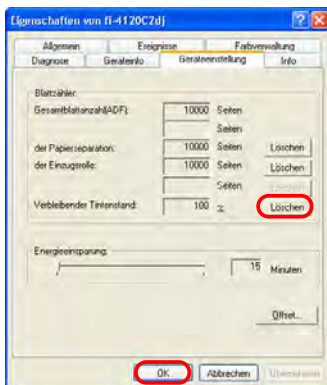 Eigenschaften von fi-4120C2dj
Allgemein Ereignisse Farbverwaltung
Diagnose Geräteinfo Geräteeinstellung Info
Blattzähler:
Gesamtblattanzahl(ADF): 10000 Seiten
Seiten
der Papierseparation: 10000 Seiten Löschen
der Einzugsrolle: 10000 Seiten Löschen
Seiten
Verbleibender Tintenstand: 100 % Löschen
Energieeinsparung:
15 Minuten
Offset...
OK Abbrechen Übernehmen